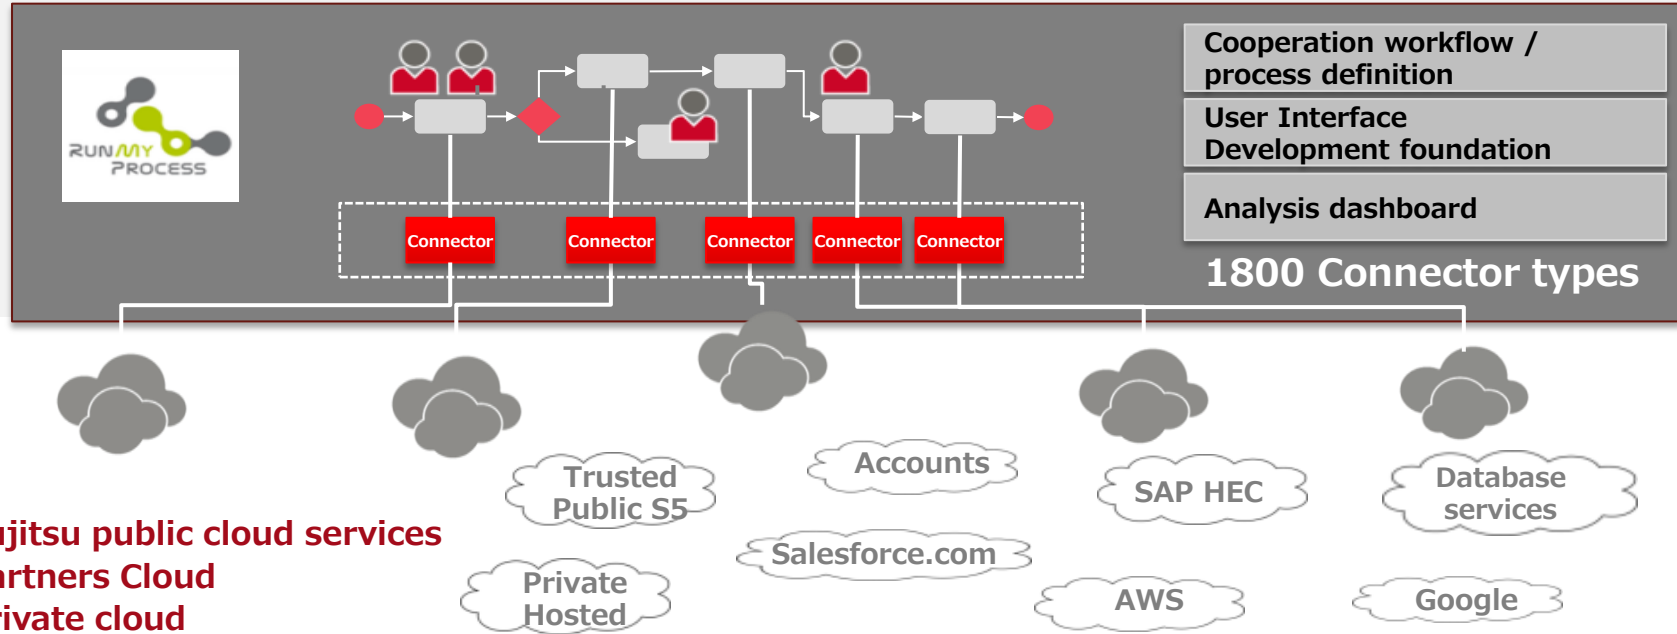 RUNMY
PROCESS
Cooperation workflow /
process definition
User Interface
Development foundation
Analysis dashboard
Connector
Connector
Connector
Connector
Connector
1800 Connector types
Trusted
Public S5
Accounts
SAP HEC
Database
services
ujitsu public cloud services
artners Cloud
rivate cloud
Salesforce.com
Private
Hosted
AWS
Google